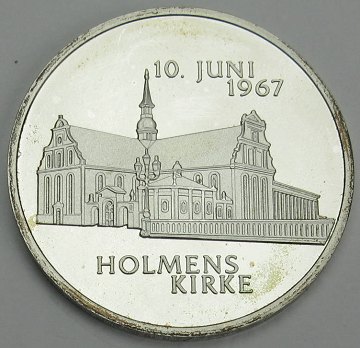 10. JUNI
1967
HOLMENS
KIRKE